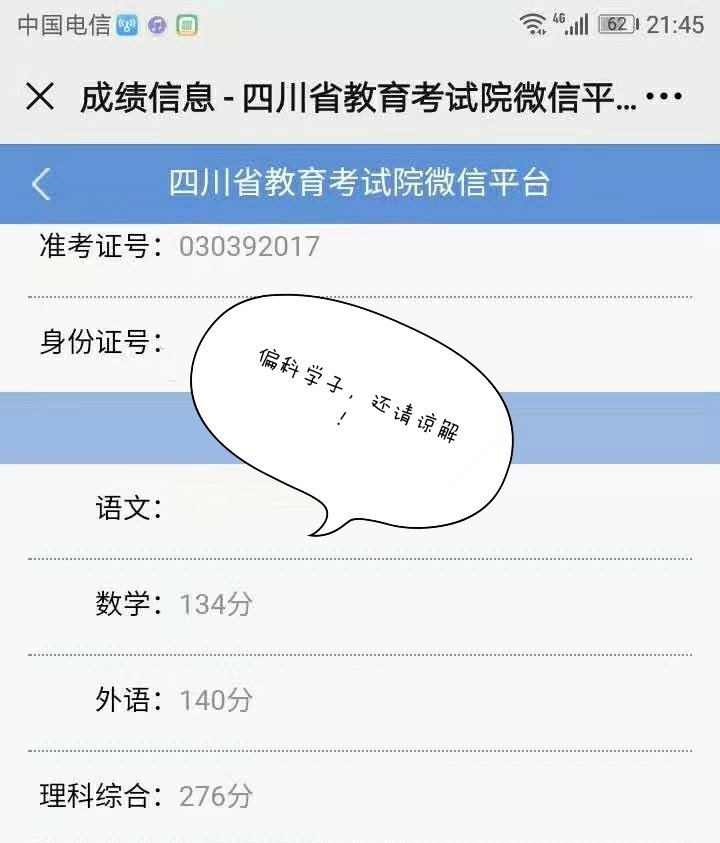 中国电信 4G 62 21:45
成绩信息 - 四川省教育考试院微信平...
四川省教育考试院微信平台
准考证号：030392017
身份证号：
偏科学子，还请谅解
！
语文：
数学：134分
外语：140分
理科综合：276分